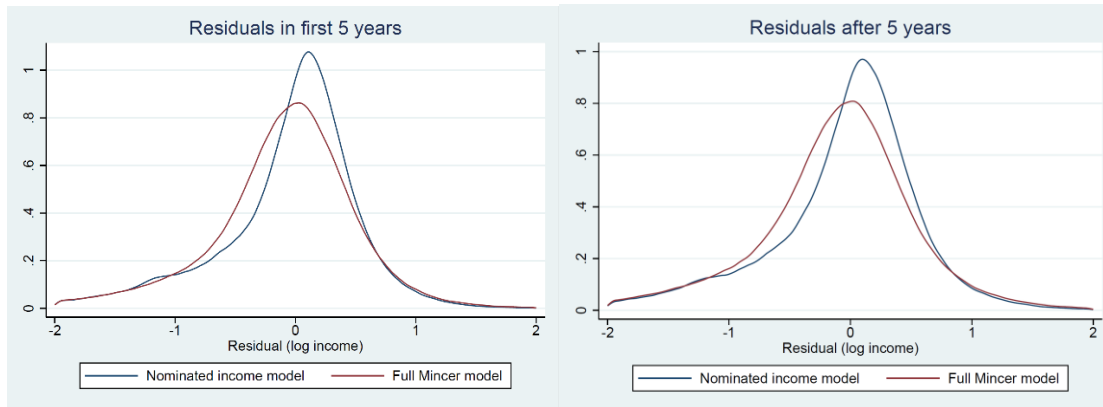 Residuals in first 5 years
1
.8
.6
.4
.2
0
-2
-1
0
1
2
Residual (log income)
Nominated income model
Full Mincer model
Residuals after 5 years
1
.8
.6
.4
.2
0
-2
-1
0
1
2
Residual (log income)
Nominated income model
Full Mincer model